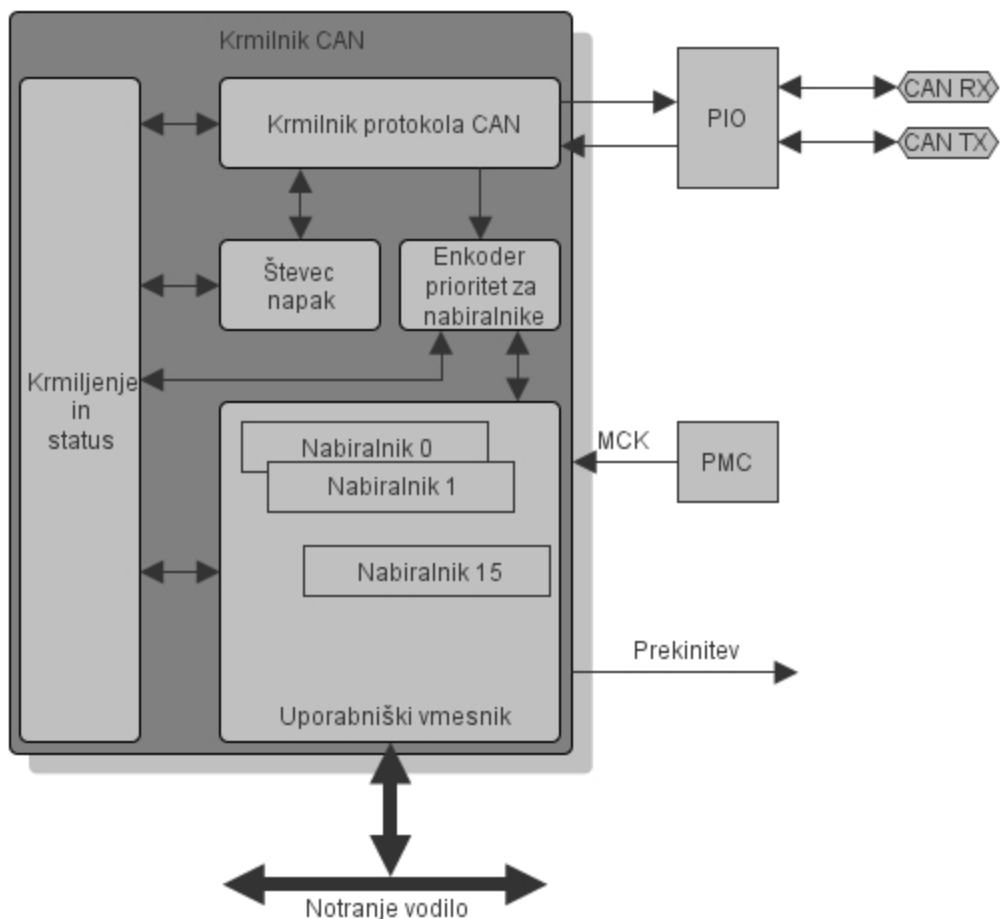 Krmilnik CAN
Krmilnik protokola CAN
PIO
CAN RX
CAN TX
Števec
napak
Enkoder
prioritet za
nabiralnike
Krmiljenje
in
status
Nabiralnik 0
Nabiralnik 1
Nabiralnik 15
MCK
PMC
Prekinitev
Uporabniški vmesnik
Notranje vodilo